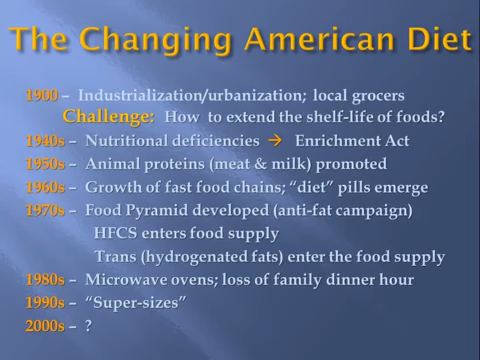 The Changing American Diet
1900 – Industrialization/urbanization; local grocers
Challenge: How to extend the shelf-life of foods?
1940s – Nutritional deficiencies → Enrichment Act
1950s – Animal proteins (meat & milk) promoted
1960s – Growth of fast food chains; “diet” pills emerge
1970s – Food Pyramid developed (anti-fat campaign)
HFCS enters food supply
Trans (hydrogenated fats) enter the food supply
1980s – Microwave ovens; loss of family dinner hour
1990s – “Super-sizes”
2000s – ?